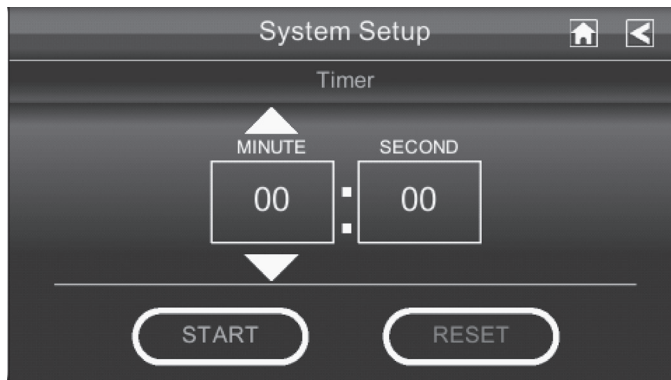 System Setup
Timer
MINUTE SECOND
00 : 00
START RESET